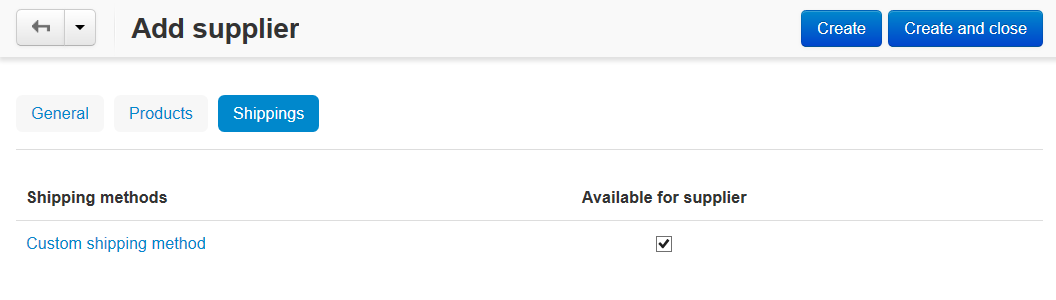 Add supplier
Create
Create and close
General
Products
Shippings
Shipping methods
Available for supplier
Custom shipping method